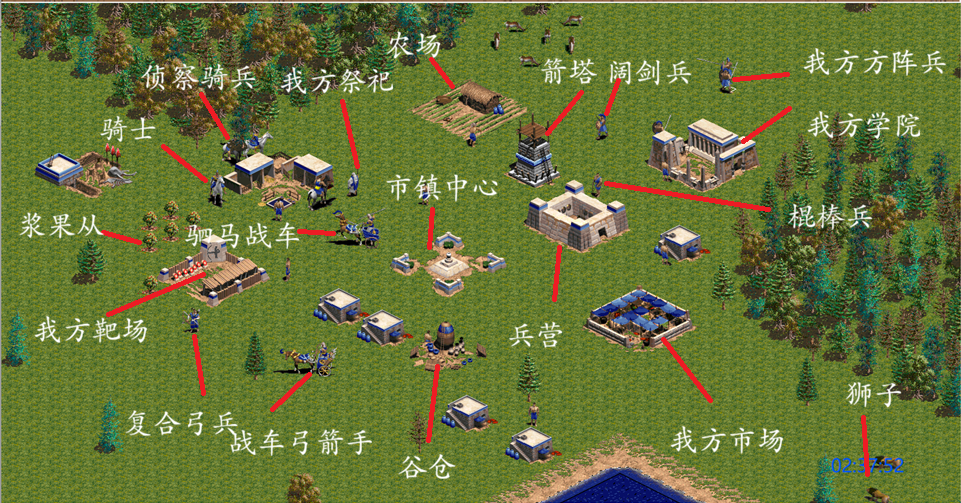 农场
侦察骑兵
我方祭祀
箭塔
阔剑兵
我方方阵兵
骑士
我方学院
市镇中心
棍棒兵
浆果从
驷马战车
我方靶场
兵营
复合弓兵
战车弓箭手
谷仓
我方市场
狮子